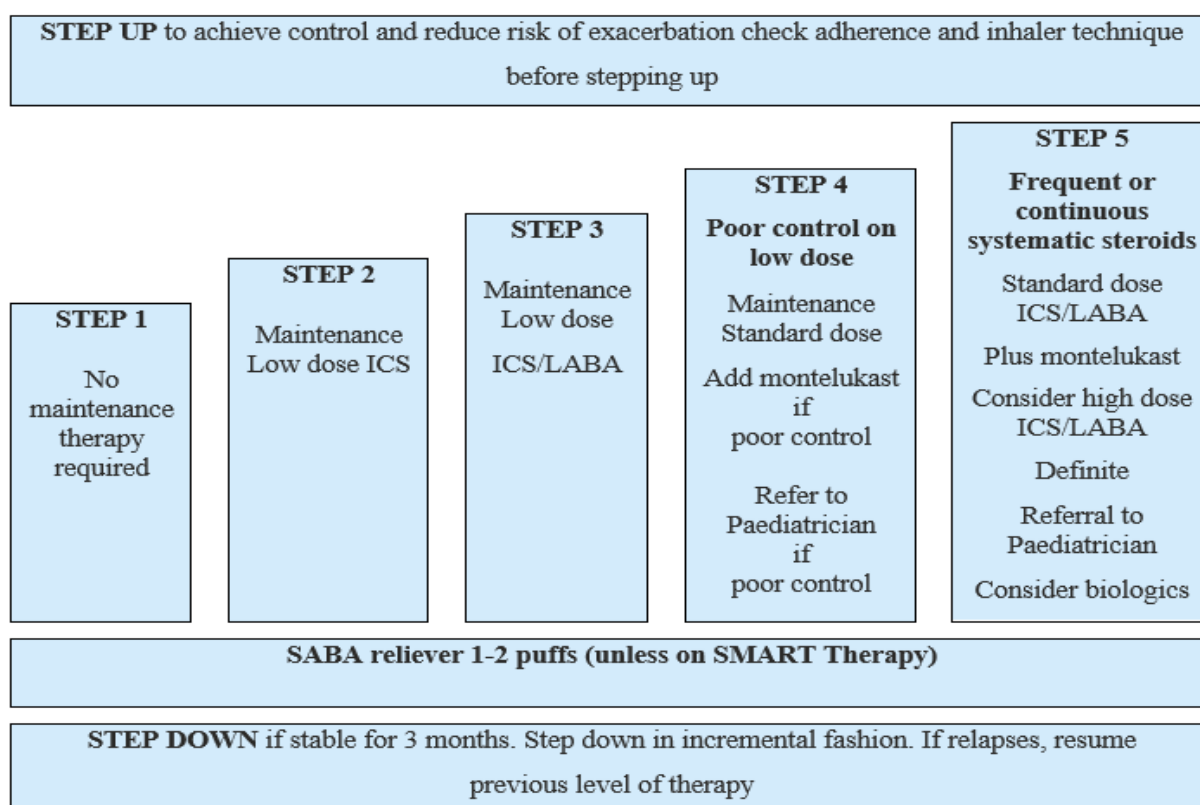 STEP UP to achieve control and reduce risk of exacerbation check adherence and inhaler technique
before stepping up
STEP 1
No
maintenance
therapy
required
STEP 2
Maintenance
Low dose ICS
STEP 3
Maintenance
Low dose
ICS/LABA
STEP 4
Poor control on
low dose
Maintenance
Standard dose
Add montelukast
if
poor control
Refer to
Paediatrician
if
poor control
STEP 5
Frequent or
continuous
systematic steroids
Standard dose
ICS/LABA
Plus montelukast
Consider high dose
ICS/LABA
Definite
Referral to
Paediatrician
Consider biologics
SABA reliever 1-2 puffs (unless on SMART Therapy)
STEP DOWN if stable for 3 months. Step down in incremental fashion. If relapses, resume
previous level of therapy